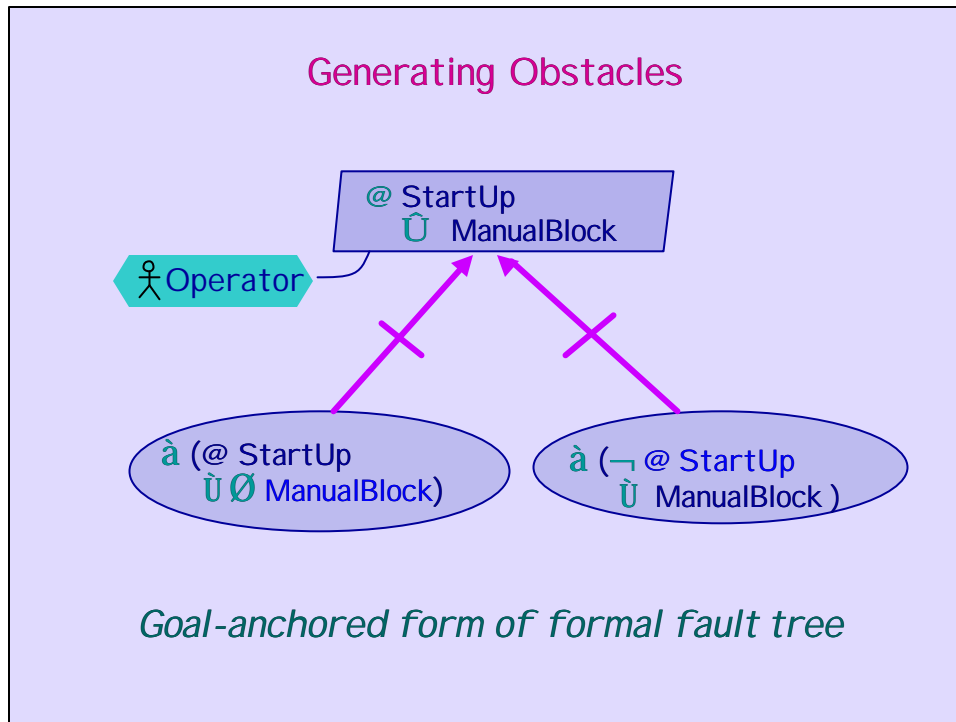 Generating Obstacles
@ StartUp
Û ManualBlock
Operator
à (@ StartUp
Ù Ø ManualBlock)
à (¬ @ StartUp
Ù ManualBlock )
Goal-anchored form of formal fault tree